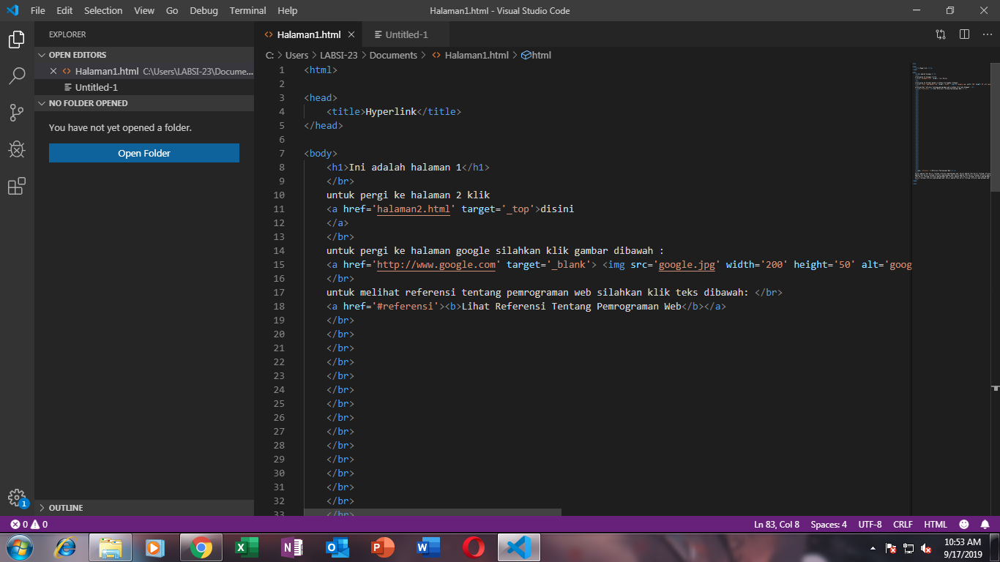 File Edit Selection View Go Debug Terminal Help
Halaman1.html - Visual Studio Code
EXPLORER
OPEN EDITORS
Halaman1.html C:\Users\LABSI-23\Docume...
Untitled-1
NO FOLDER OPENED
You have not yet opened a folder.
Open Folder
OUTLINE
1
Halaman1.html
Untitled-1
C: > Users > LABSI-23 > Documents > Halaman1.html > html
1 <html>
2
3 <head>
4 <title>Hyperlink</title>
5 </head>
6
7 <body>
8 <h1>Ini adalah halaman 1</h1>
9 </br>
10 untuk pergi ke halaman 2 klik
11 <a href='halaman2.html' target='_top'>disini
12 </a>
13 </br>
14 untuk pergi ke halaman google silahkan klik gambar dibawah :
15 <a href='http://www.google.com' target='_blank'> <img src='google.jpg' width='200' height='50' alt='goog
16 </br>
17 untuk melihat referensi tentang pemrograman web silahkan klik teks dibawah: </br>
18 <a href='#referensi'><b>Lihat Referensi Tentang Pemrograman Web</b></a>
19 </br>
20 </br>
21 </br>
22 </br>
23 </br>
24 </br>
25 </br>
26 </br>
27 </br>
28 </br>
29 </br>
30 </br>
31 </br>
32 </br>
33 </br>
0 0
Ln 83, Col 8 Spaces: 4 UTF-8 CRLF HTML
10:53 AM
9/17/2019